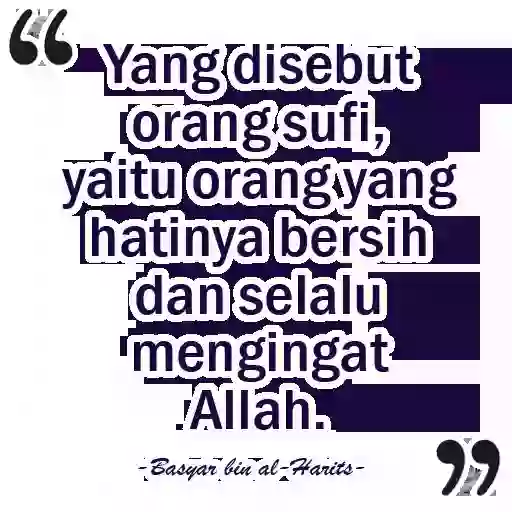 Yang disebut
orang sufi,
yaitu orang yang
hatinya bersih
dan selalu
mengingat
Allah.
-Basyar bin al-Harits-